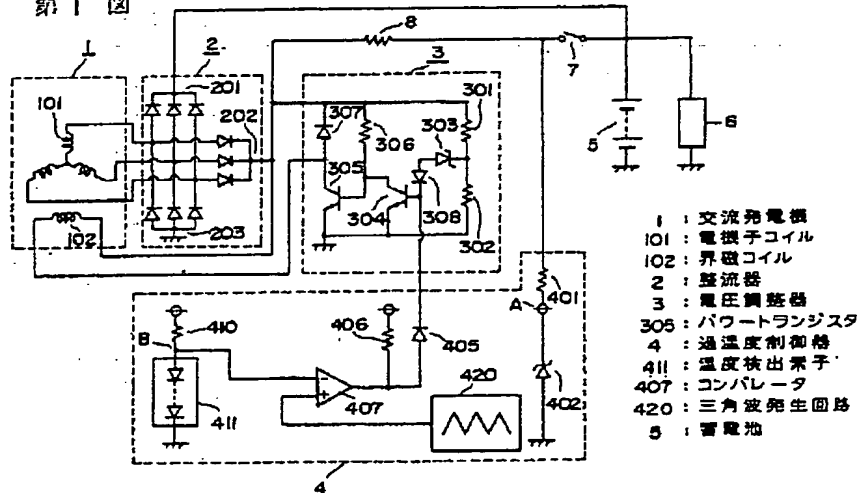 第1図
8
1
2
3
7
101
201
202
203
102
307
306
301
303
305
304
308
302
5
6
B
410
406
405
A
401
407
411
420
402
4
1 : 交流発電機
101 : 電機子コイル
102 : 界磁コイル
2 : 整流器
3 : 電圧調整器
305 : パワートランジスタ
4 : 過温度制御器
411 : 温度検出素子
407 : コンパレータ
420 : 三角波発生回路
5 : 蓄電池